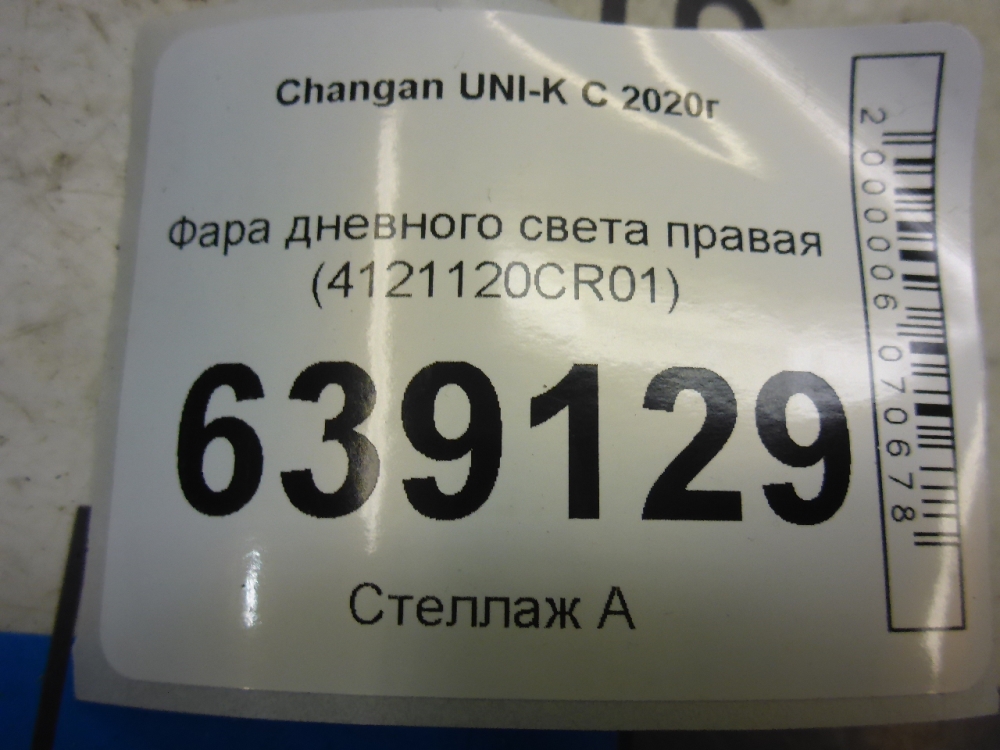 Changan UNI-K С 2020г
Фара дневного света правая
(4121120CR01)
639129
Стеллаж А
2000006070678